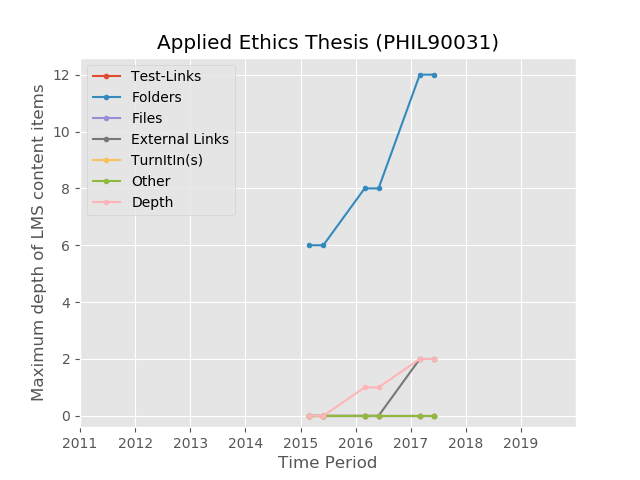 Applied Ethics Thesis (PHIL90031)
Test-Links
Folders
Files
External Links
TurnItIn(s)
Other
Depth
Maximum depth of LMS content items
12
10
8
6
4
2
0
2011 2012 2013 2014 2015 2016 2017 2018 2019
Time Period